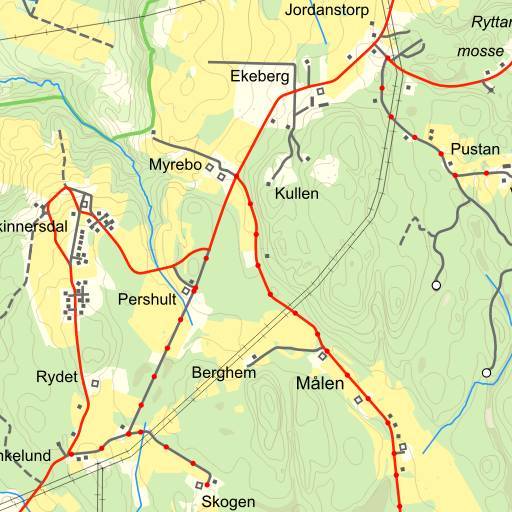 Jordanstorp
Ryttar
mosse
Ekeberg
Pustan
Myrebo
Kullen
kinnersdal
Pershult
Berghem
Rydet
Målen
nkelund
Skogen